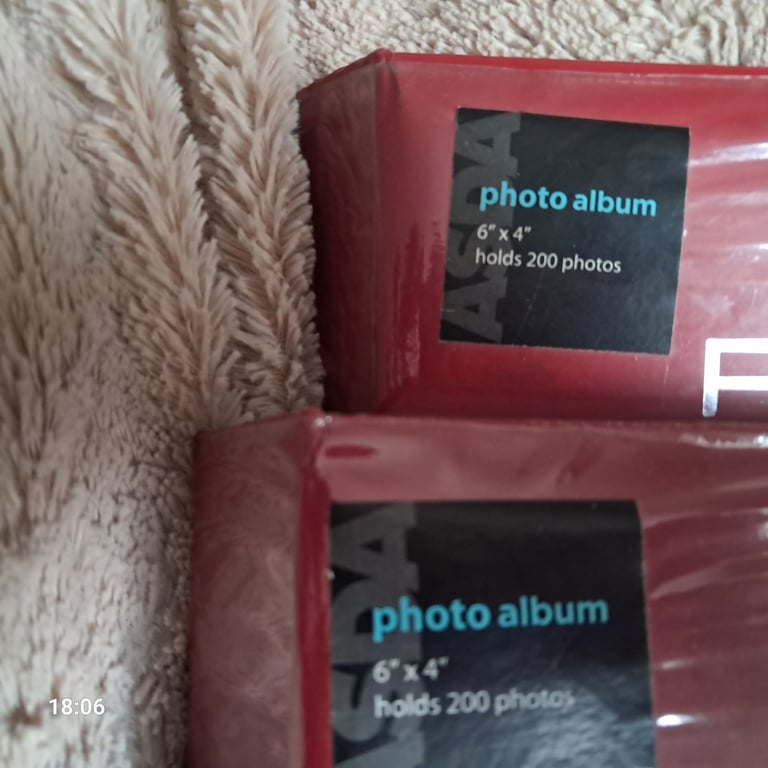 ASDA
photo album
6" x 4"
holds 200 photos
F
ASDA
photo album
6" x 4"
holds 200 photos
18:06